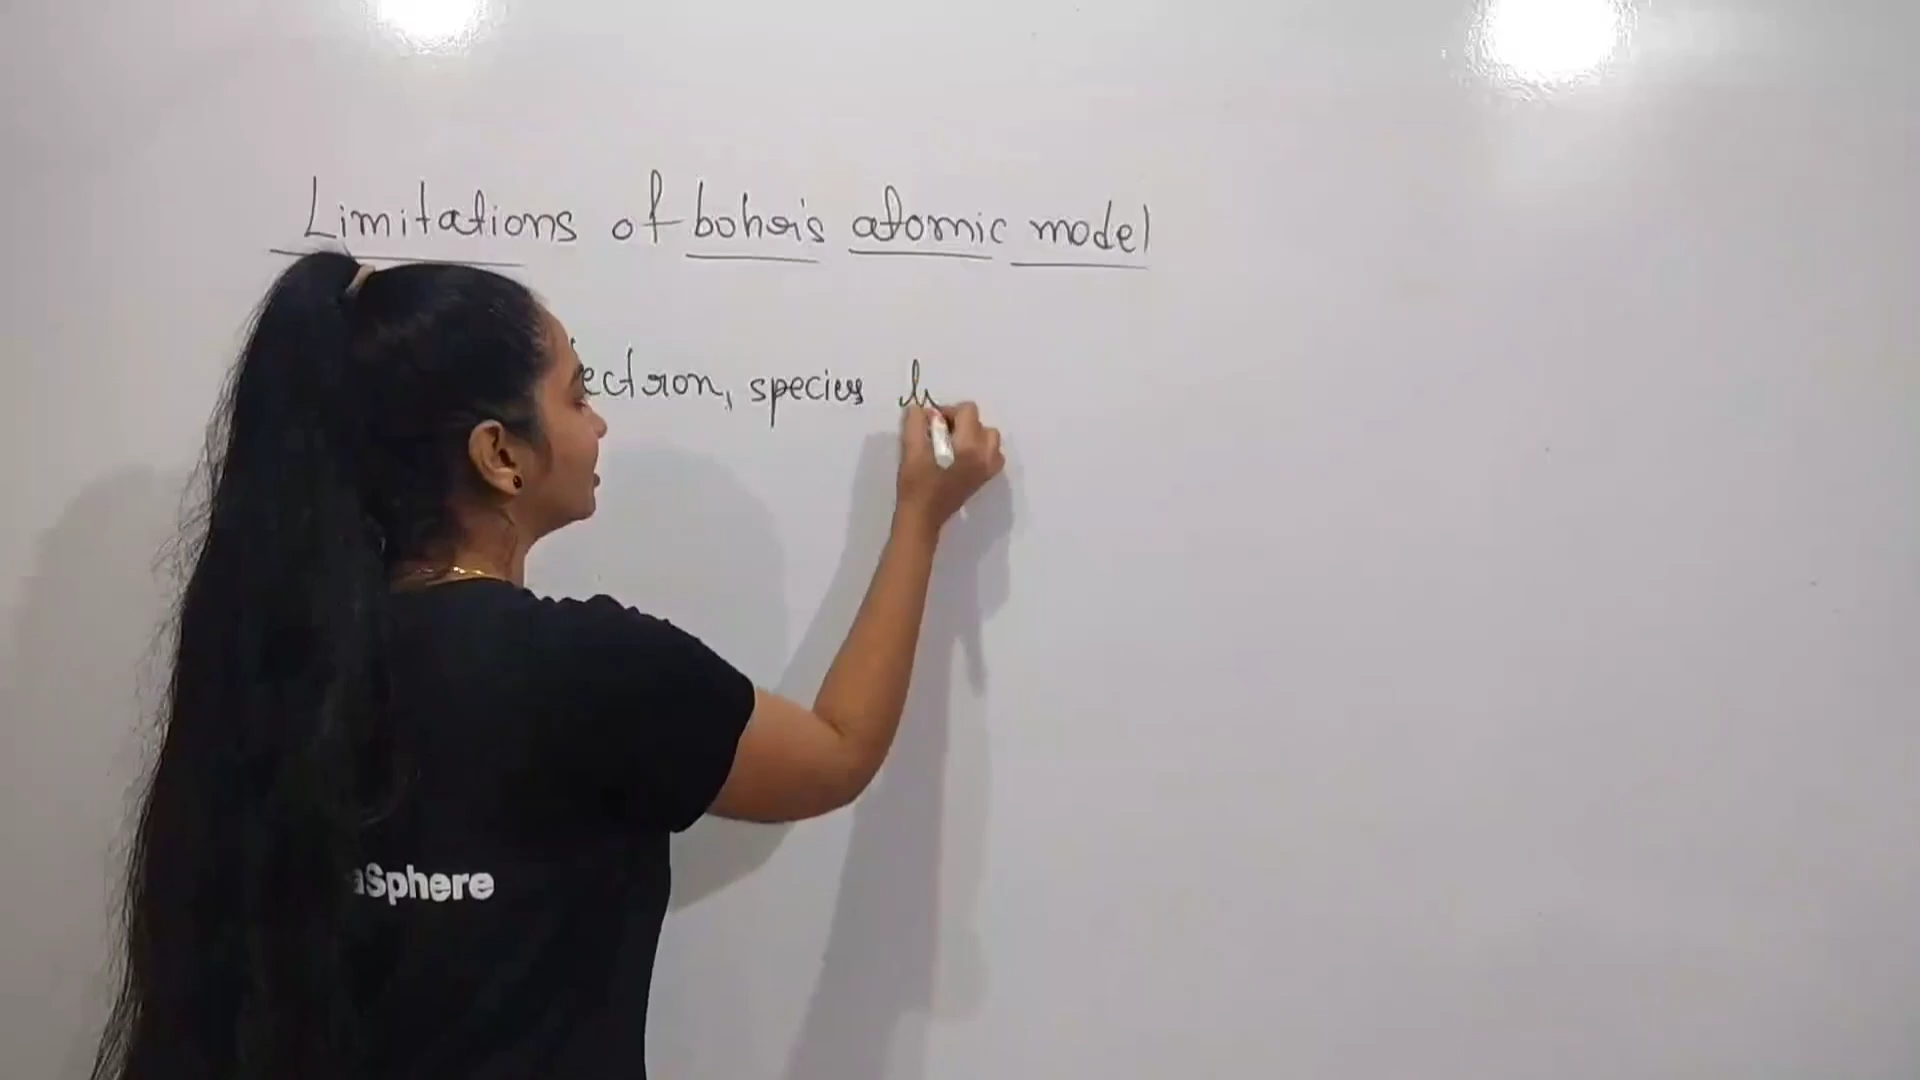 Limitations of bohr's atomic model
ectron, species
aSphere